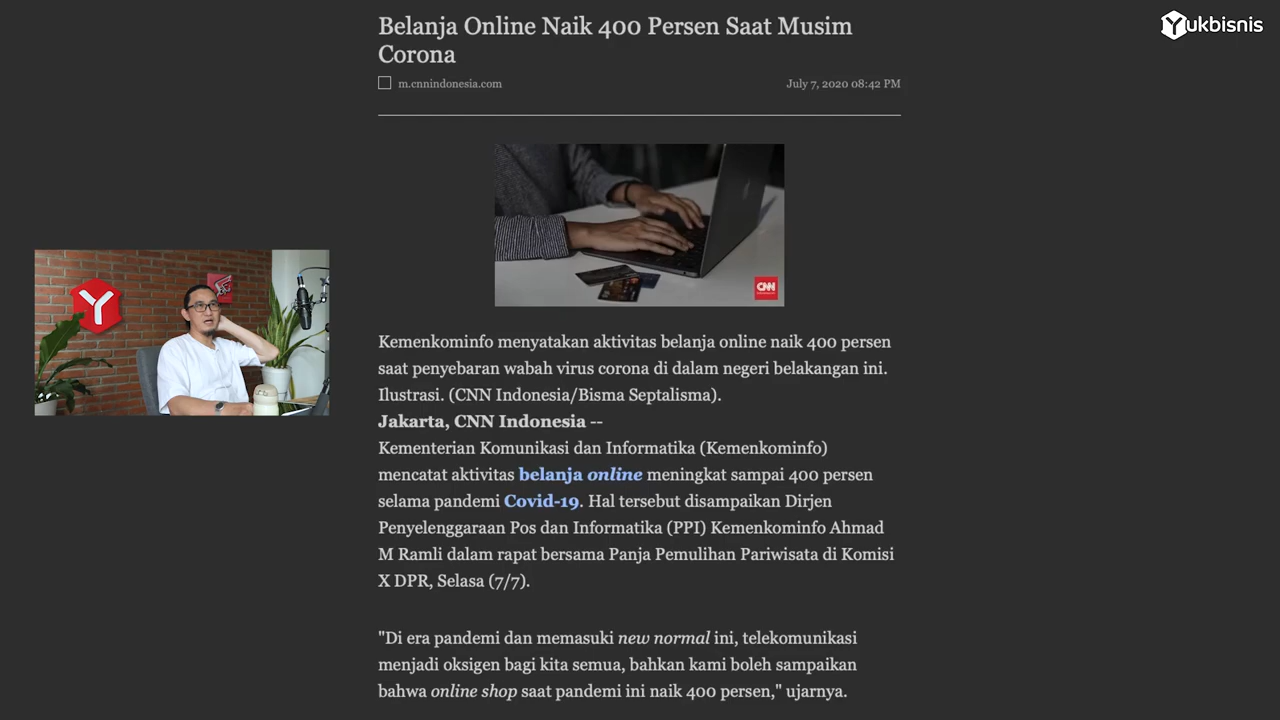 Belanja Online Naik 400 Persen Saat Musim
Corona
m.cnnindonesia.com
July 7, 2020 08:42 PM
Yukbisnis
CNN
Kemenkominfo menyatakan aktivitas belanja online naik 400 persen
saat penyebaran wabah virus corona di dalam negeri belakangan ini.
Ilustrasi. (CNN Indonesia/Bisma Septalisma).
Jakarta, CNN Indonesia --
Kementerian Komunikasi dan Informatika (Kemenkominfo)
mencatat aktivitas belanja online meningkat sampai 400 persen
selama pandemi Covid-19. Hal tersebut disampaikan Dirjen
Penyelenggaraan Pos dan Informatika (PPI) Kemenkominfo Ahmad
M Ramli dalam rapat bersama Panja Pemulihan Pariwisata di Komisi
X DPR, Selasa (7/7).
"Di era pandemi dan memasuki new normal ini, telekomunikasi
menjadi oksigen bagi kita semua, bahkan kami boleh sampaikan
bahwa online shop saat pandemi ini naik 400 persen," ujarnya.